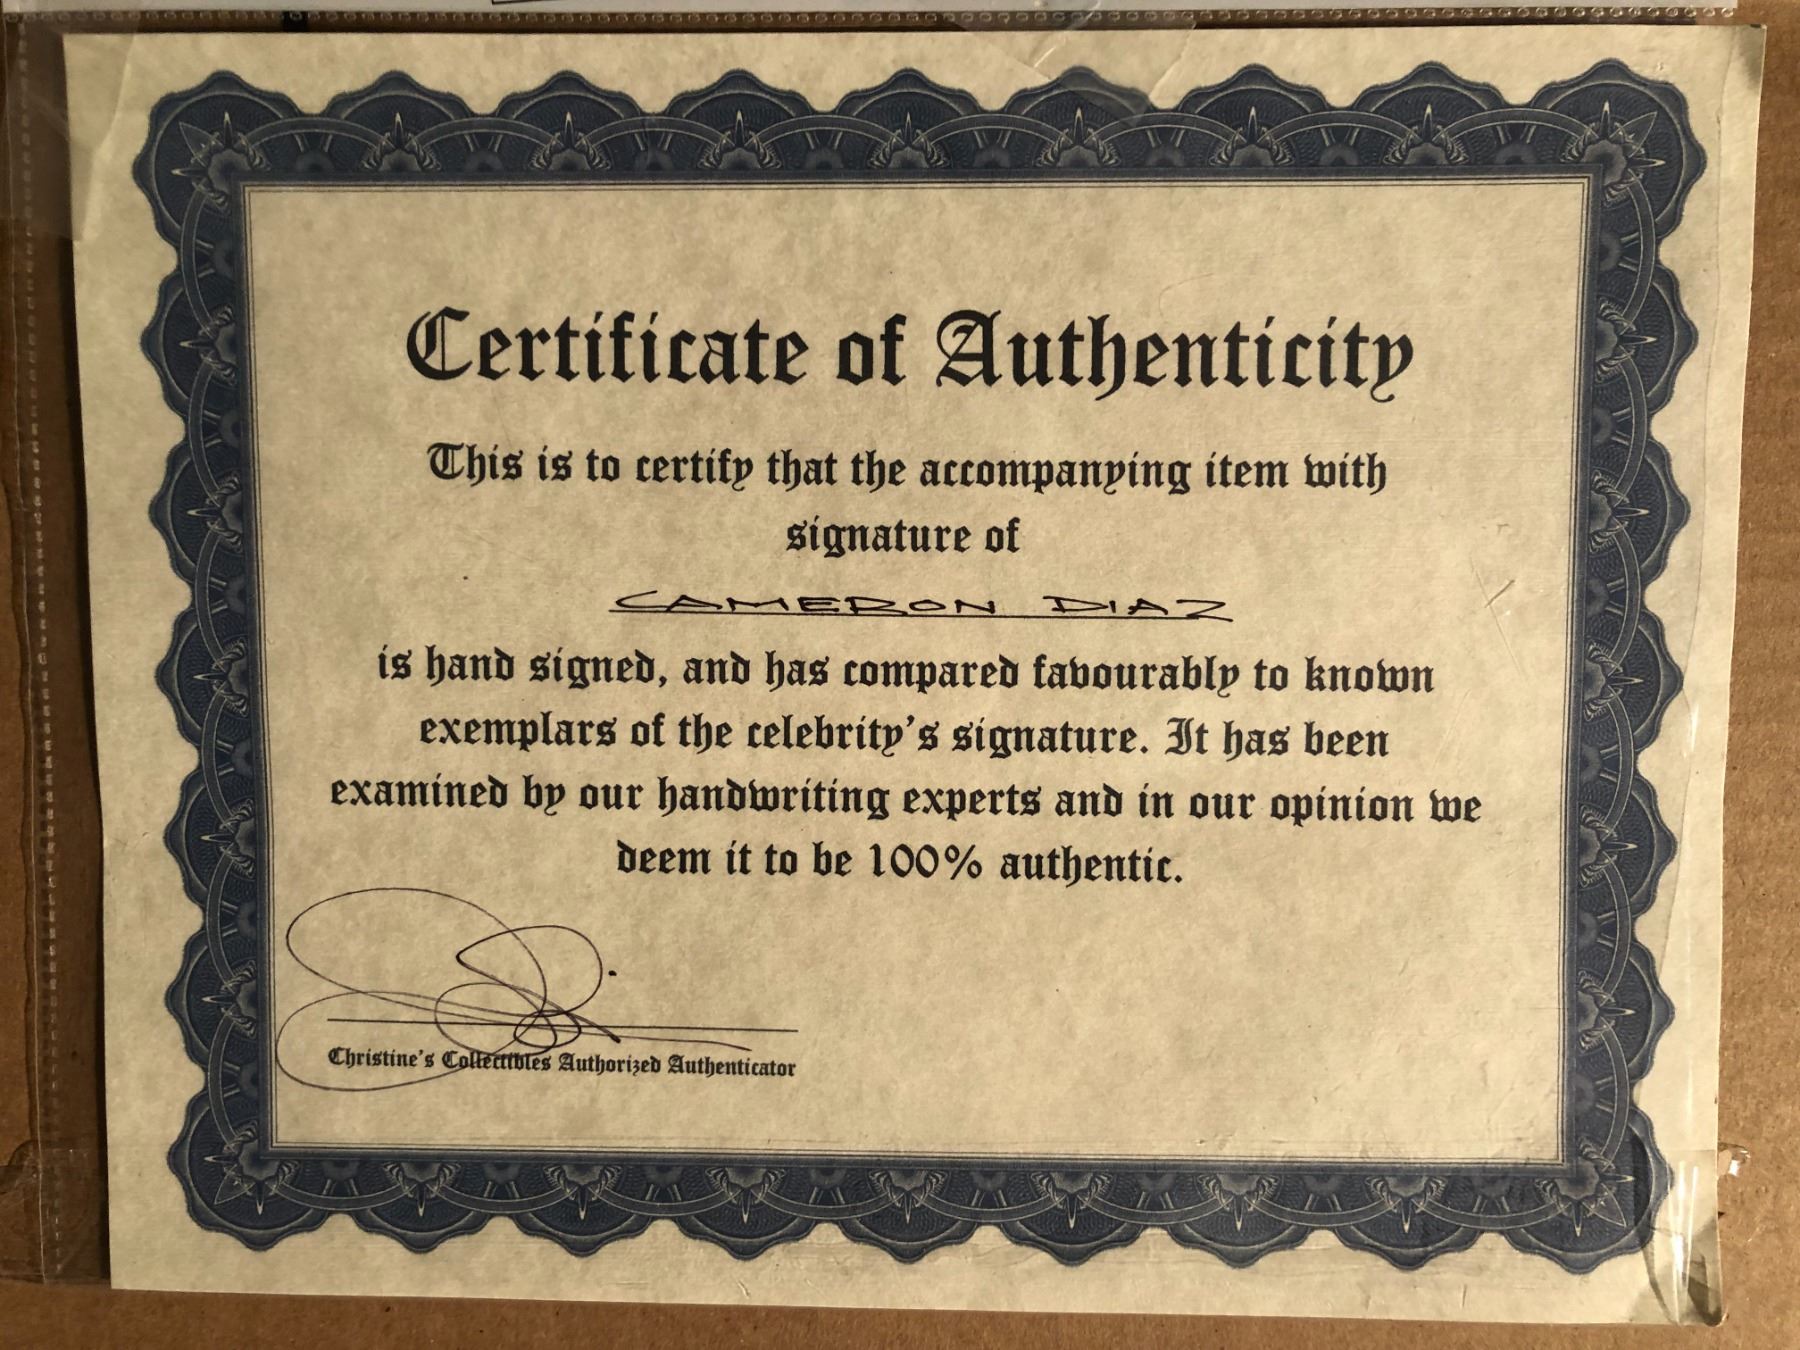 Certificate of Authenticity
This is to certify that the accompanying item with
signature of
CAMERON DIAZ
is hand signed, and has compared favourably to known
exemplars of the celebrity's signature. It has been
examined by our handwriting experts and in our opinion we
deem it to be 100% authentic.
Christine's Collectibles Authorized Authenticator